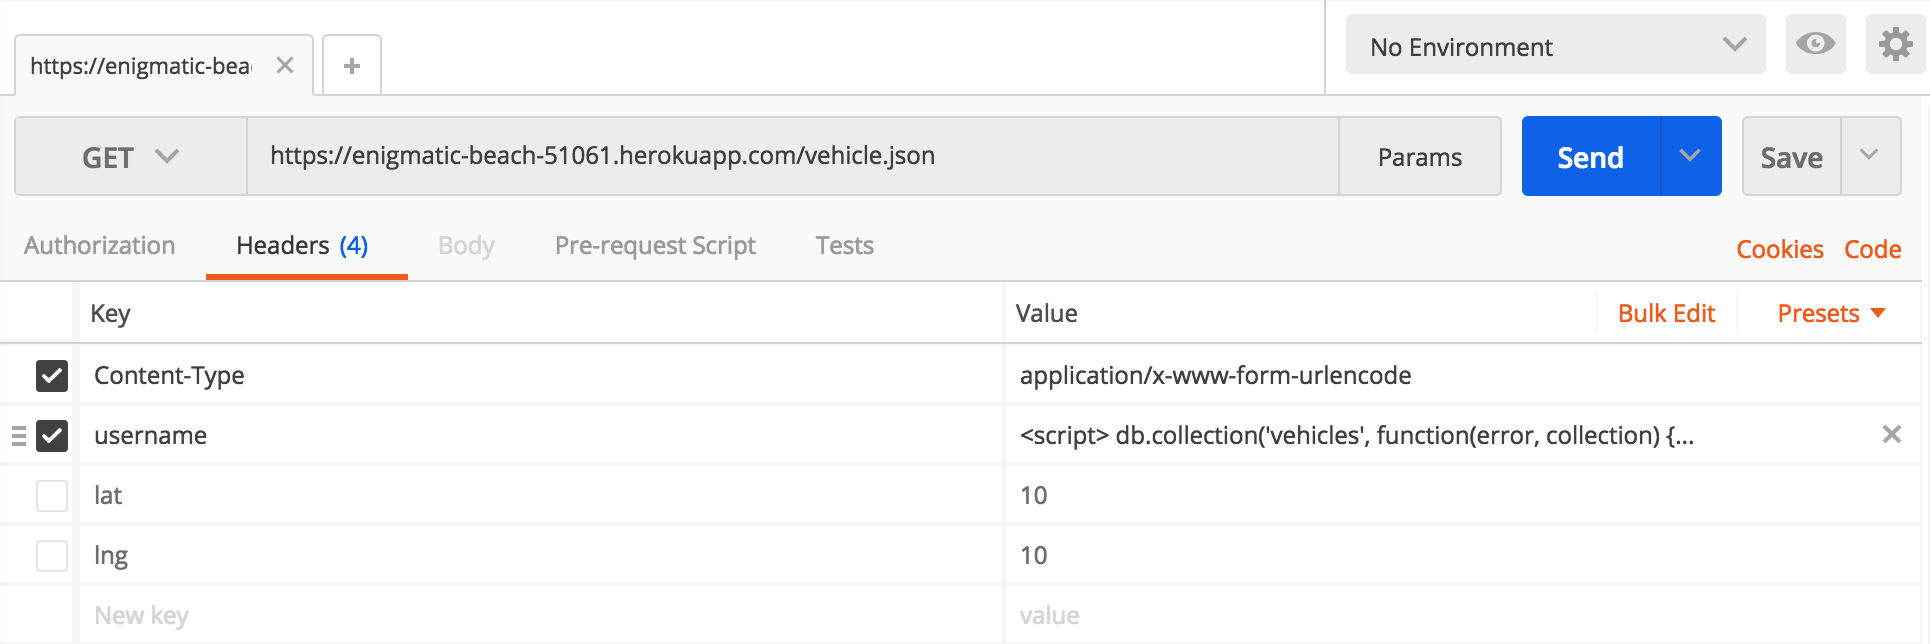 https://enigmatic-bea
No Environment
GET https://enigmatic-beach-51061.herokuapp.com/vehicle.json Params Send Save
Authorization Headers (4) Body Pre-request Script Tests Cookies Code
Key Value Bulk Edit Presets
Content-Type application/x-www-form-urlencode
username <script> db.collection('vehicles', function(error, collection) {...
lat 10
lng 10
New key value